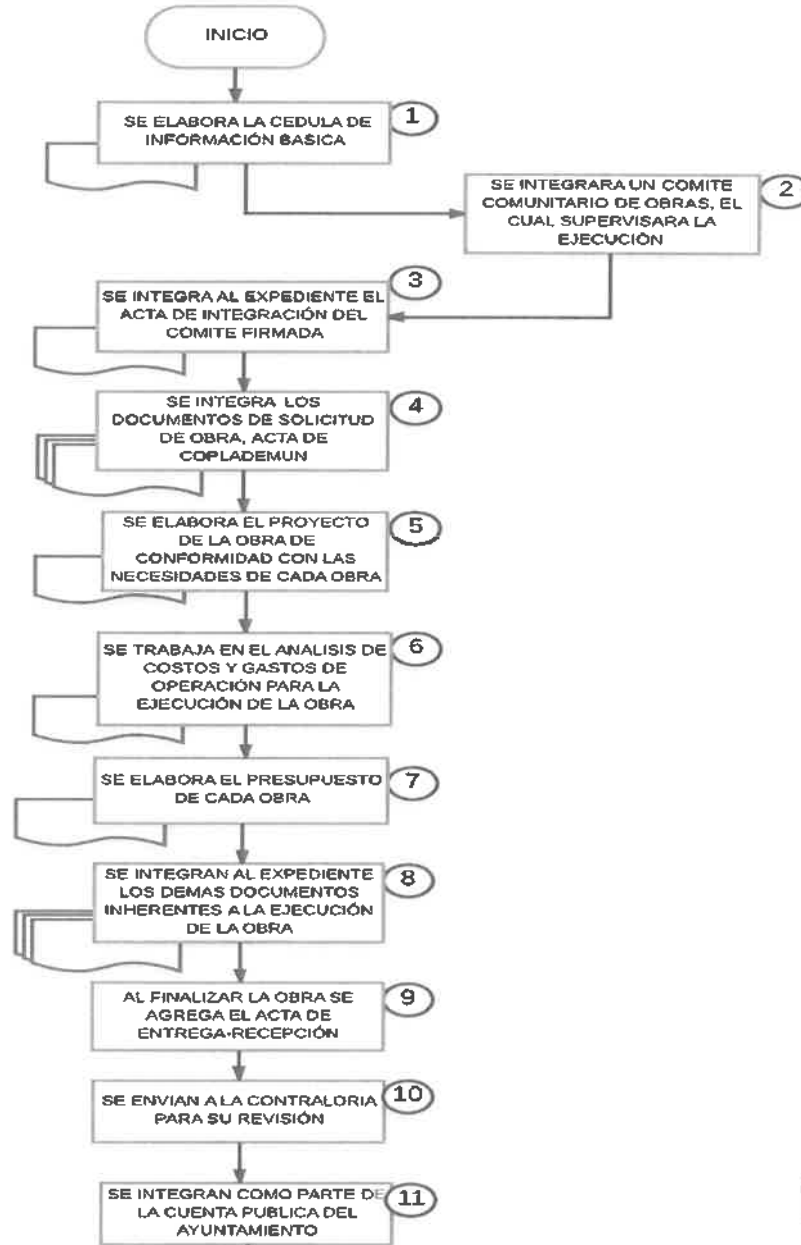 INICIO
1
SE ELABORA LA CEDULA DE
INFORMACIÓN BASICA
2
SE INTEGRARA UN COMITE
COMUNITARIO DE OBRAS, EL
CUAL SUPERVISARA LA
EJECUCIÓN
3
SE INTEGRA AL EXPEDIENTE EL
ACTA DE INTEGRACIÓN DEL
COMITE FIRMADA
4
SE INTEGRA LOS
DOCUMENTOS DE SOLICITUD
DE OBRA, ACTA DE
COPLADEMUN
5
SE ELABORA EL PROYECTO
DE LA OBRA DE
CONFORMIDAD CON LAS
NECESIDADES DE CADA OBRA
6
SE TRABAJA EN EL ANALISIS DE
COSTOS Y GASTOS DE
OPERACIÓN PARA LA
EJECUCIÓN DE LA OBRA
7
SE ELABORA EL PRESUPUESTO
DE CADA OBRA
8
SE INTEGRAN AL EXPEDIENTE
LOS DEMAS DOCUMENTOS
INHERENTES A LA EJECUCIÓN
DE LA OBRA
9
AL FINALIZAR LA OBRA SE
AGREGA EL ACTA DE
ENTREGA-RECEPCIÓN
10
SE ENVIAN A LA CONTRALORIA
PARA SU REVISIÓN
11
SE INTEGRAN COMO PARTE DE
LA CUENTA PUBLICA DEL
AYUNTAMIENTO